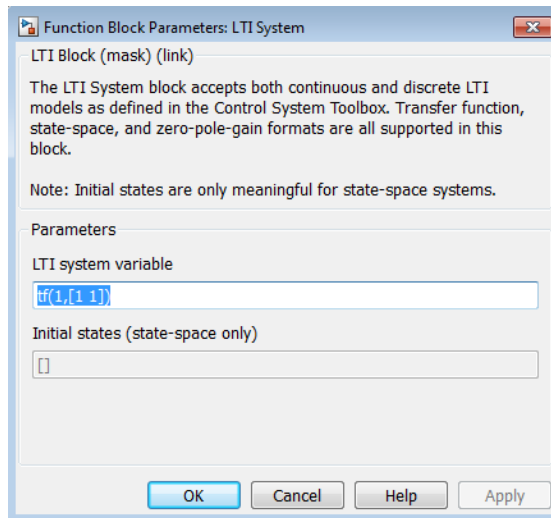 Function Block Parameters: LTI System
LTI Block (mask) (link)
The LTI System block accepts both continuous and discrete LTI
models as defined in the Control System Toolbox. Transfer function,
state-space, and zero-pole-gain formats are all supported in this
block.
Note: Initial states are only meaningful for state-space systems.
Parameters
LTI system variable
tf(1,[1 1])
Initial states (state-space only)
[]
OK Cancel Help Apply